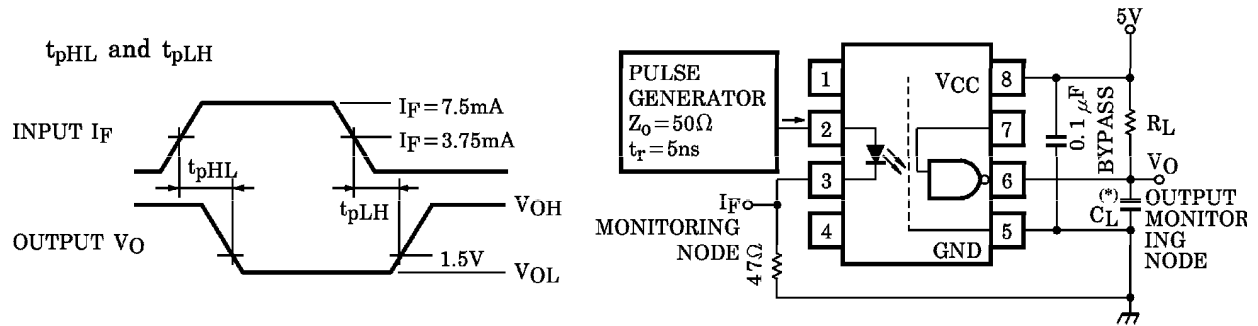 tpHL and tpLH
INPUT IF
IF=7.5mA
IF=3.75mA
tpHL
tpLH
VOH
OUTPUT VO
1.5V
VOL
5V
PULSE
GENERATOR
Zo=50Ω
tr=5ns
1
2
3
4
VCC
8
7
6
5
GND
0.1 μF
BYPASS
RL
VO
(*)
CL
OUTPUT
MONITOR
ING
NODE
IF
MONITORING
NODE
47Ω